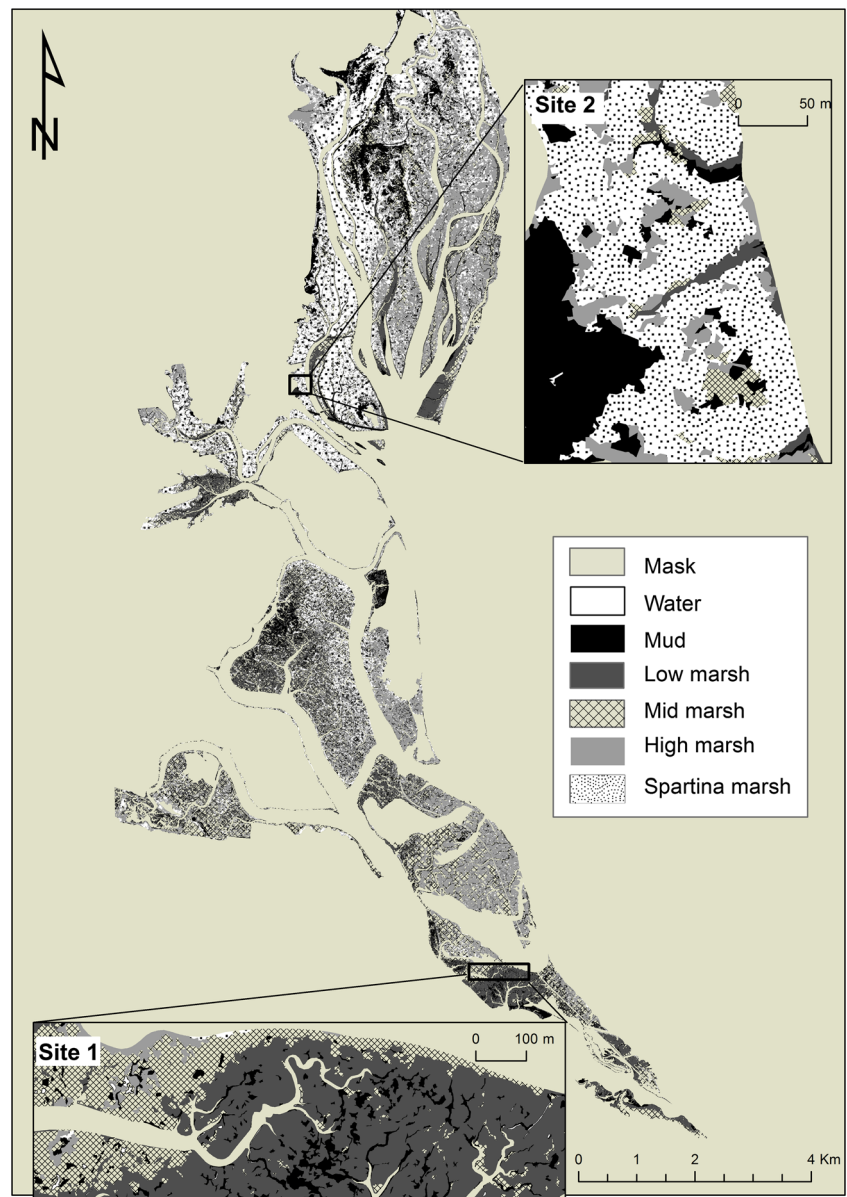 N
Site 2
0 50 m
Mask
Water
Mud
Low marsh
Mid marsh
High marsh
Spartina marsh
Site 1
0 100 m
0 1 2 4 Km